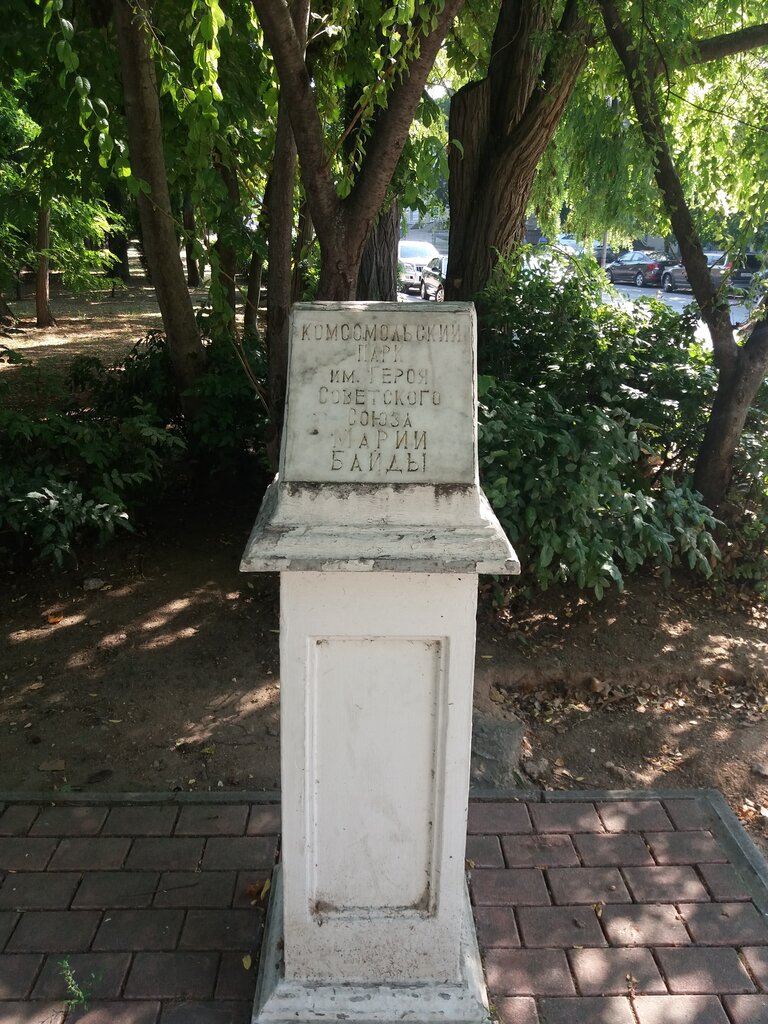 КОМСОМОЛЬСКИЙ
ПАРК
ИМ. ГЕРОЯ
СОВЕТСКОГО
СОЮЗА
МАРИИ
БАЙДЫ